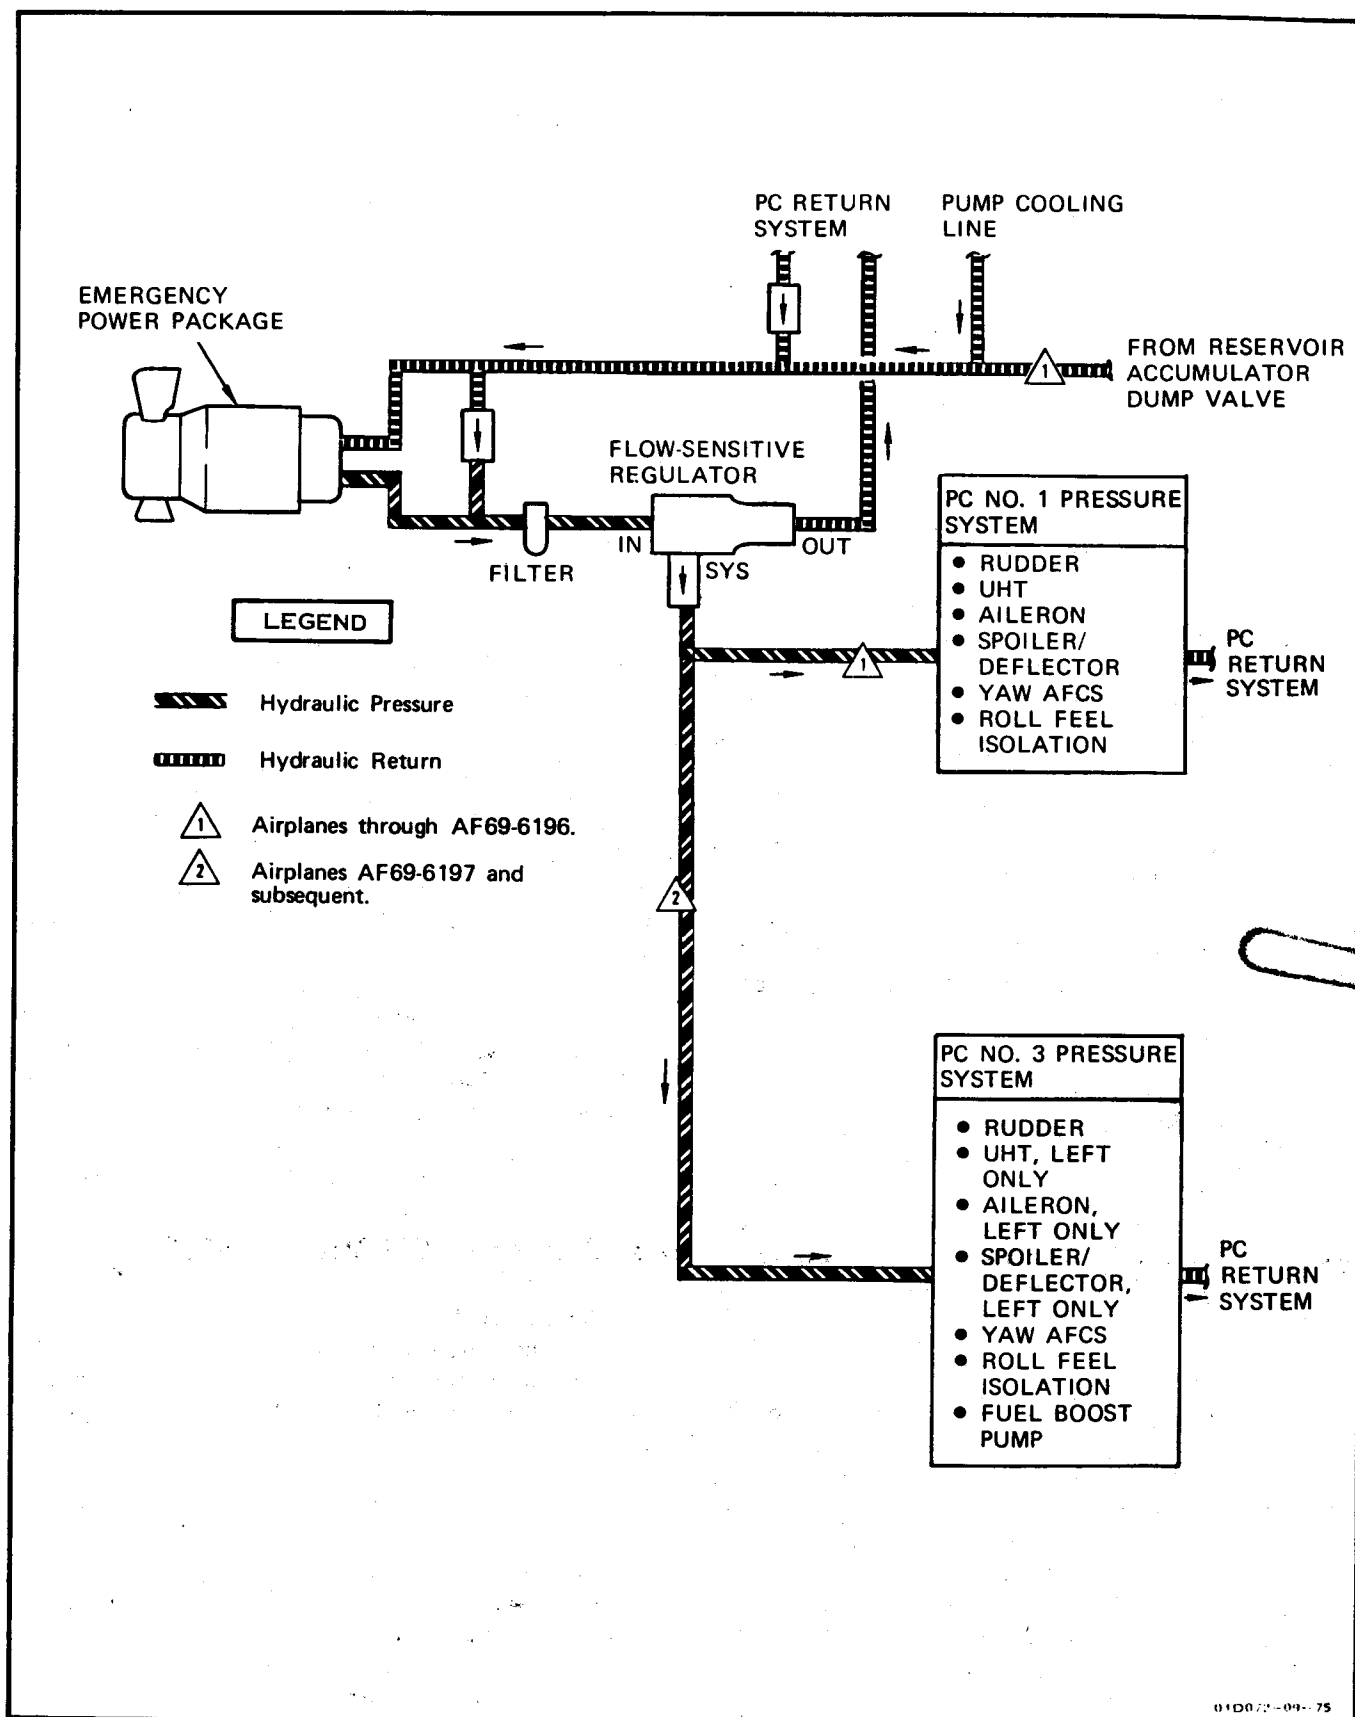 PC RETURN
SYSTEM
PUMP COOLING
LINE
EMERGENCY
POWER PACKAGE
FROM RESERVOIR
ACCUMULATOR
DUMP VALVE
1
FLOW-SENSITIVE
REGULATOR
IN
OUT
SYS
FILTER
PC NO. 1 PRESSURE
SYSTEM
• RUDDER
• UHT
• AILERON
• SPOILER/
DEFLECTOR
• YAW AFCS
• ROLL FEEL
ISOLATION
1
PC
RETURN
SYSTEM
LEGEND
Hydraulic Pressure
Hydraulic Return
1 Airplanes through AF69-6196.
2 Airplanes AF69-6197 and
subsequent.
2
PC NO. 3 PRESSURE
SYSTEM
• RUDDER
• UHT, LEFT
ONLY
• AILERON,
LEFT ONLY
• SPOILER/
DEFLECTOR,
LEFT ONLY
• YAW AFCS
• ROLL FEEL
ISOLATION
• FUEL BOOST
PUMP
PC
RETURN
SYSTEM